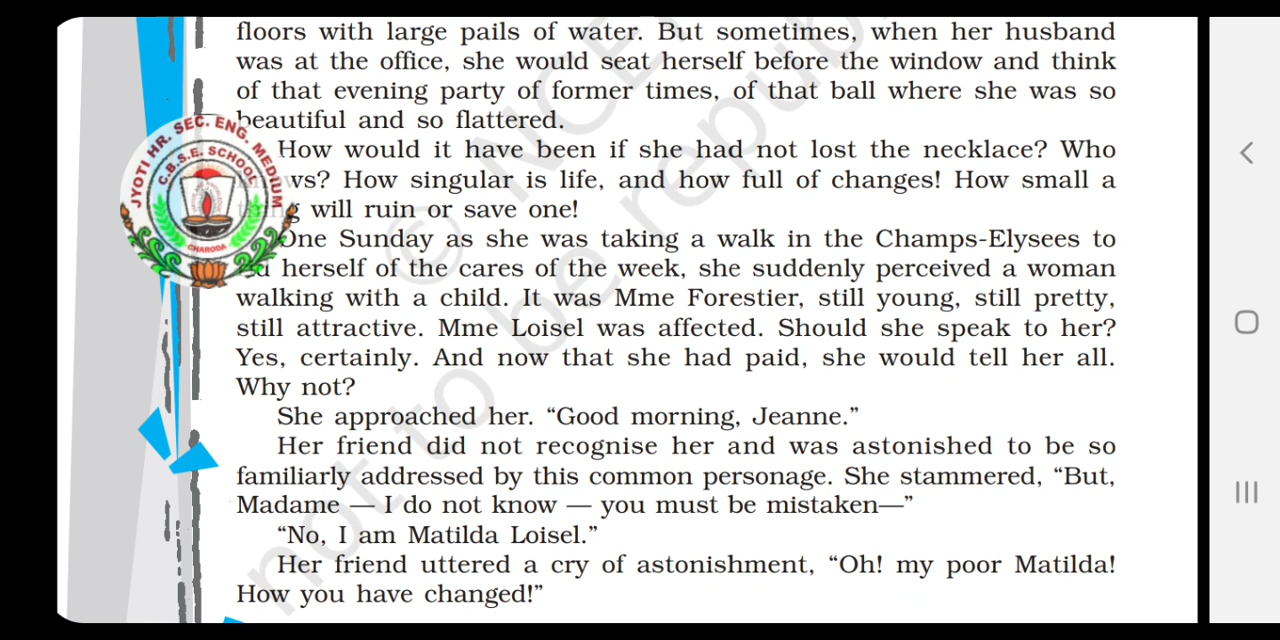 floors with large pails of water. But sometimes, when her husband
was at the office, she would seat herself before the window and think
of that evening party of former times, of that ball where she was so
beautiful and so flattered.
How would it have been if she had not lost the necklace? Who
ws? How singular is life, and how full of changes! How small a
g will ruin or save one!
One Sunday as she was taking a walk in the Champs-Elysees to
herself of the cares of the week, she suddenly perceived a woman
walking with a child. It was Mme Forestier, still young, still pretty,
still attractive. Mme Loisel was affected. Should she speak to her?
Yes, certainly. And now that she had paid, she would tell her all.
Why not?
She approached her. “Good morning, Jeanne.”
Her friend did not recognise her and was astonished to be so
familiarly addressed by this common personage. She stammered, “But,
Madame — I do not know — you must be mistaken—”
“No, I am Matilda Loisel.”
Her friend uttered a cry of astonishment, “Oh! my poor Matilda!
How you have changed!”
JYOTI HR. SEC. ENG. MEDIUM
C.B.S.E. SCHOOL
CHARODA
© NCE
not to be republ